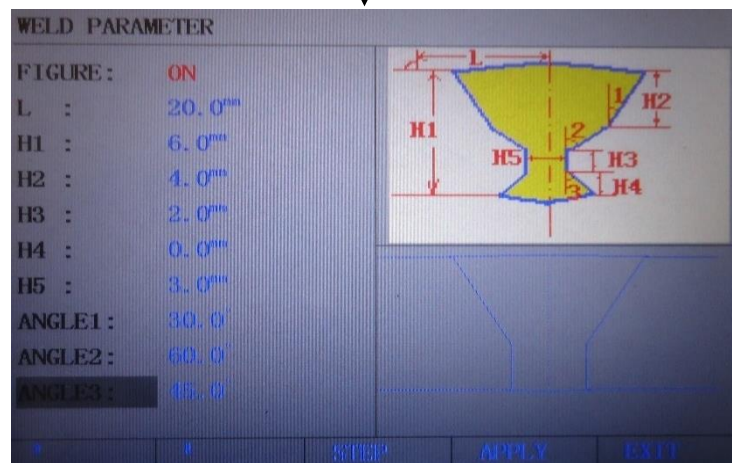 WELD PARAMETER
FIGURE: ON
L : 20.0mm
H1 : 6.0mm
H2 : 4.0mm
H3 : 2.0mm
H4 : 0.0mm
H5 : 3.0mm
ANGLE1: 30.0°
ANGLE2: 60.0°
ANGLE3: 45.0°
L
H1
1
H2
2
H5
H3
3
H4
* # STEP APPLY EXIT